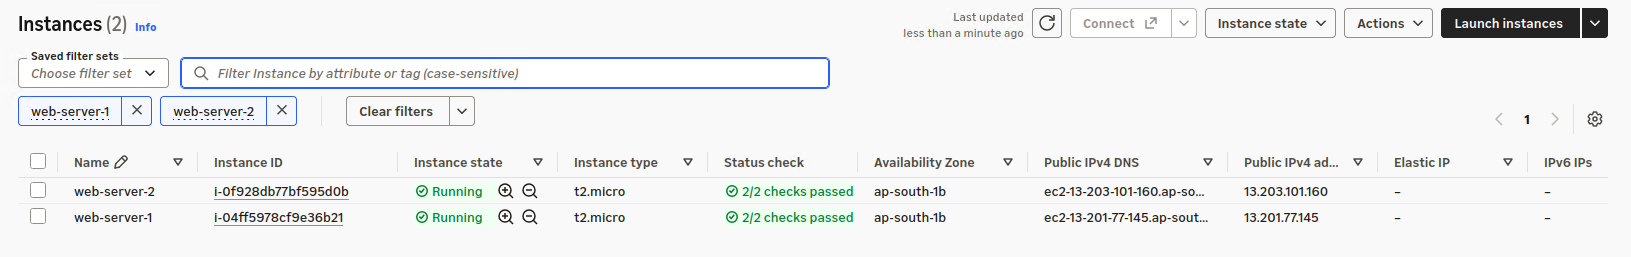 Instances (2) Info
Last updated
less than a minute ago
Connect
Instance state
Actions
Launch instances
Saved filter sets
Choose filter set
Filter Instance by attribute or tag (case-sensitive)
web-server-1
web-server-2
Clear filters
1
Name Instance ID Instance state Instance type Status check Availability Zone Public IPv4 DNS Public IPv4 ad... Elastic IP IPv6 IPs
web-server-2 i-0f928db77bf595d0b Running t2.micro 2/2 checks passed ap-south-1b ec2-13-203-101-160.ap-so... 13.203.101.160 – –
web-server-1 i-04ff5978cf9e36b21 Running t2.micro 2/2 checks passed ap-south-1b ec2-13-201-77-145.ap-sout... 13.201.77.145 – –